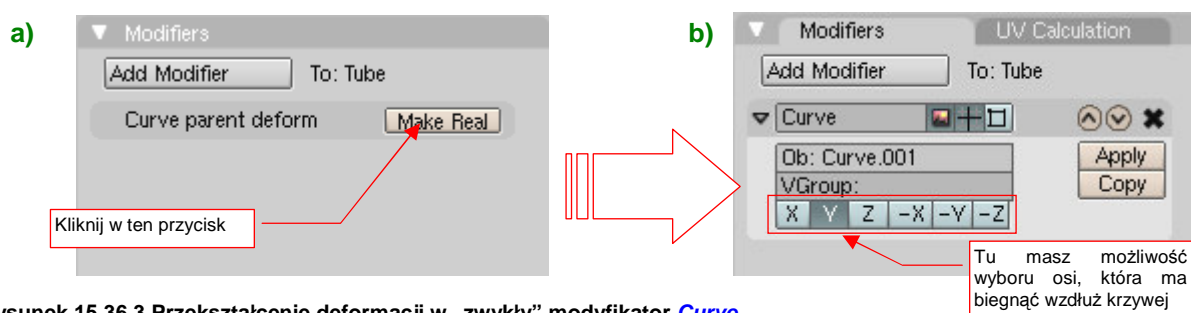 a)
Modifiers
Add Modifier To: Tube
Curve parent deform Make Real
Kliknij w ten przycisk
b)
Modifiers UV Calculation
Add Modifier To: Tube
Curve
Ob: Curve.001
VGroup:
X Y Z -X -Y -Z
Apply
Copy
Tu masz możliwość
wyboru osi, która ma
biegnąć wzdłuż krzywej
15.36.3 Przekształcenie deformacji w „zwykły” modyfikator Curve